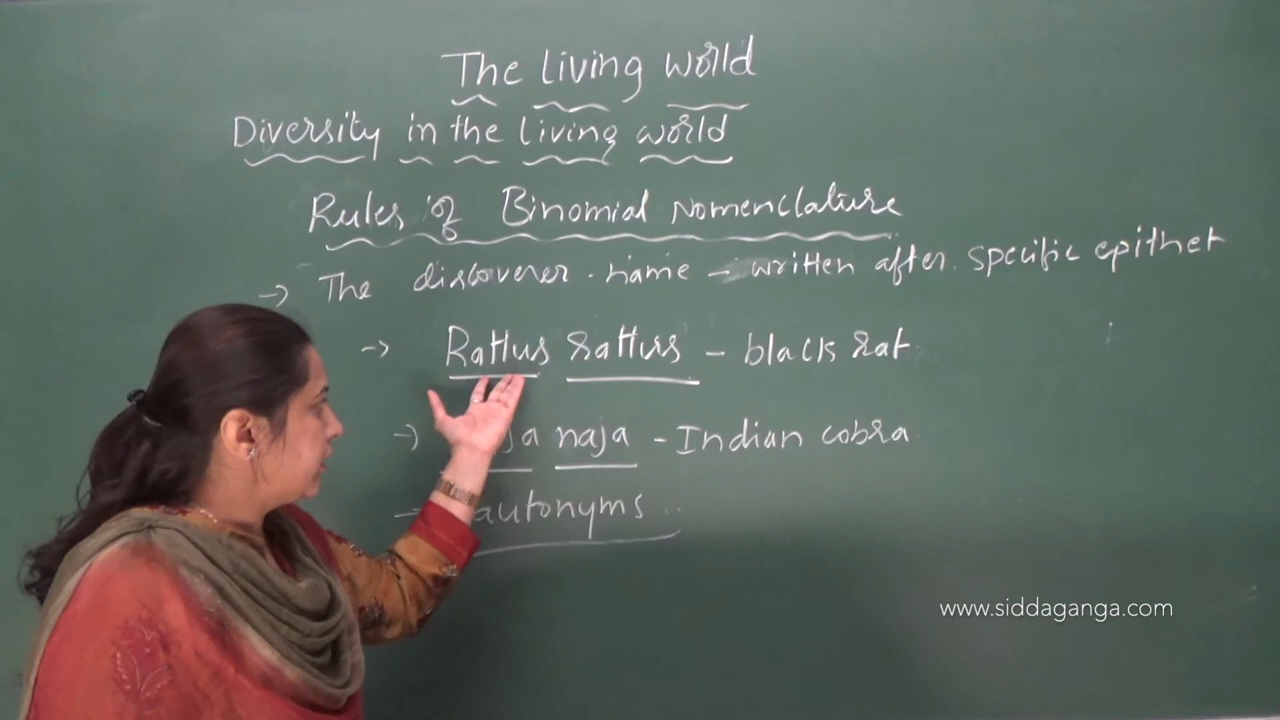 The living world
Diversity in the living world
Rules of Binomial Nomenclature
→ The discoverer name - written after specific epithet
→ Rattus rattus - black rat
→ naja - Indian cobra
autonyms
www.siddaganga.com